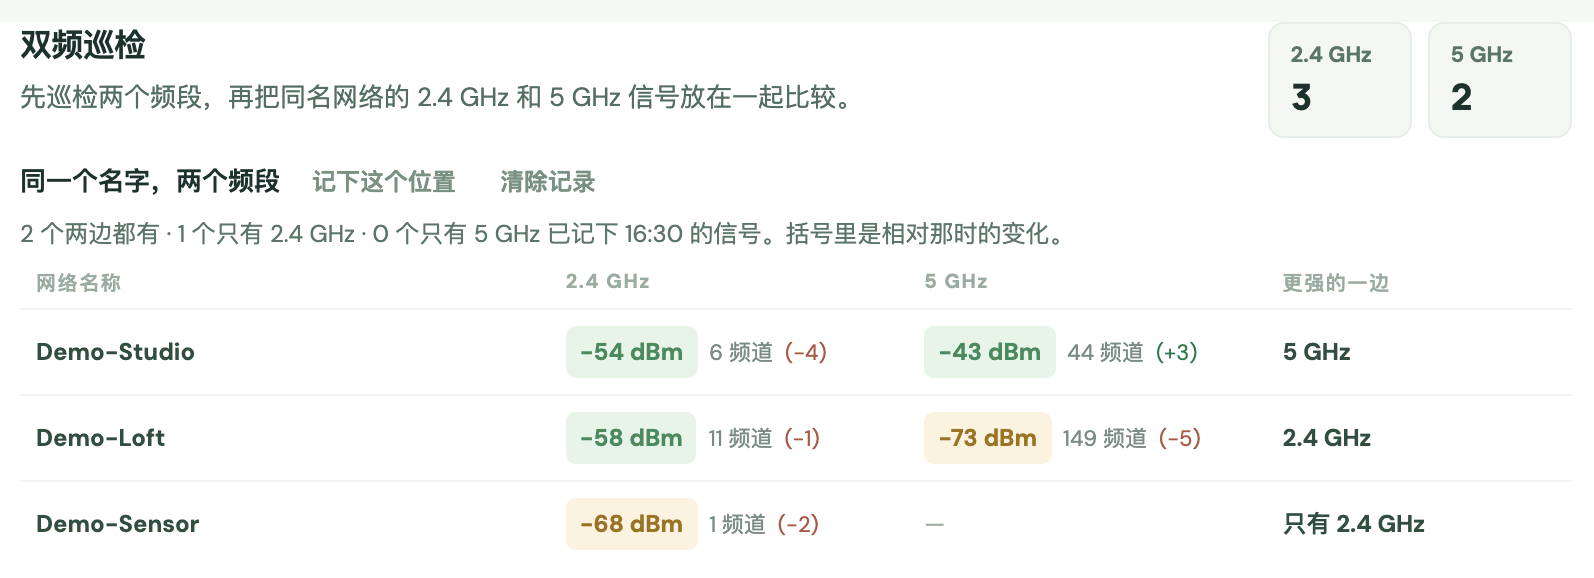 双频巡检
先巡检两个频段，再把同名网络的 2.4 GHz 和 5 GHz 信号放在一起比较。
2.4 GHz
3
5 GHz
2
同一个名字，两个频段 记下这个位置 清除记录
2 个两边都有 · 1 个只有 2.4 GHz · 0 个只有 5 GHz 已记下 16:30 的信号。括号里是相对那时的变化。
网络名称 2.4 GHz 5 GHz 更强的一边
Demo-Studio -54 dBm 6 频道 (-4) -43 dBm 44 频道 (+3) 5 GHz
Demo-Loft -58 dBm 11 频道 (-1) -73 dBm 149 频道 (-5) 2.4 GHz
Demo-Sensor -68 dBm 1 频道 (-2) — 只有 2.4 GHz